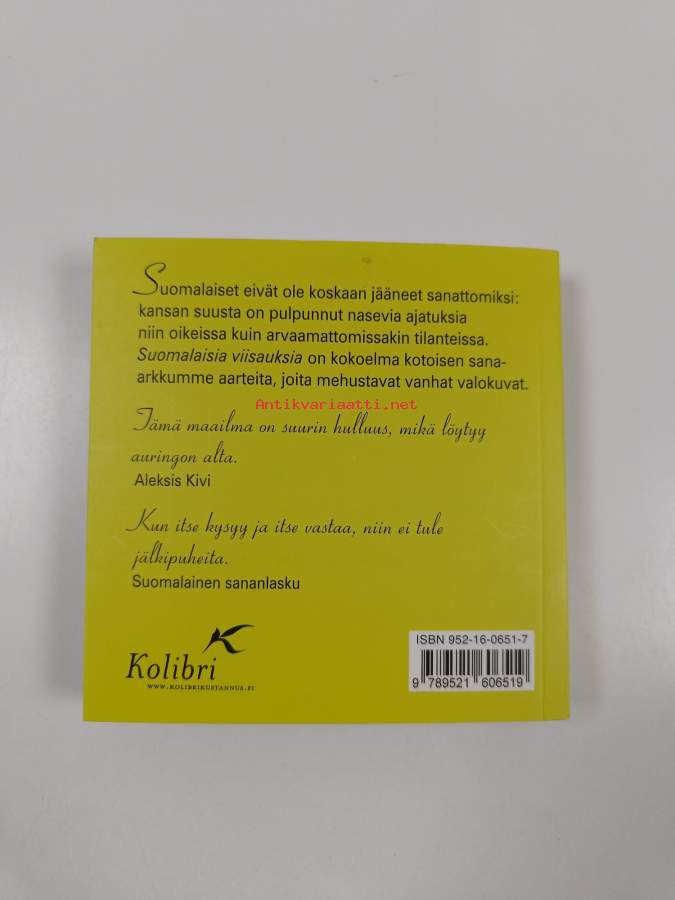 Suomalaiset eivät ole koskaan jääneet sanattomiksi:
kansan suusta on pulpunnut nasevia ajatuksia
niin oikeissa kuin arvaamattomissakin tilanteissa.
Suomalaisia viisauksia on kokoelma kotoisen sana-
arkkumme aarteita, joita mehustavat vanhat valokuvat.
Antikvariaatti.net
Tämä maailma on suurin hulluus, mikä löytyy
auringon alta.
Aleksis Kivi
Kun itse kysyy ja itse vastaa, niin ei tule
jälkipuheita.
Suomalainen sananlasku
Kolibri
WWW.KOLIBRIKUSTANNUS.FI
ISBN 952-16-0651-7
9 789521 606519